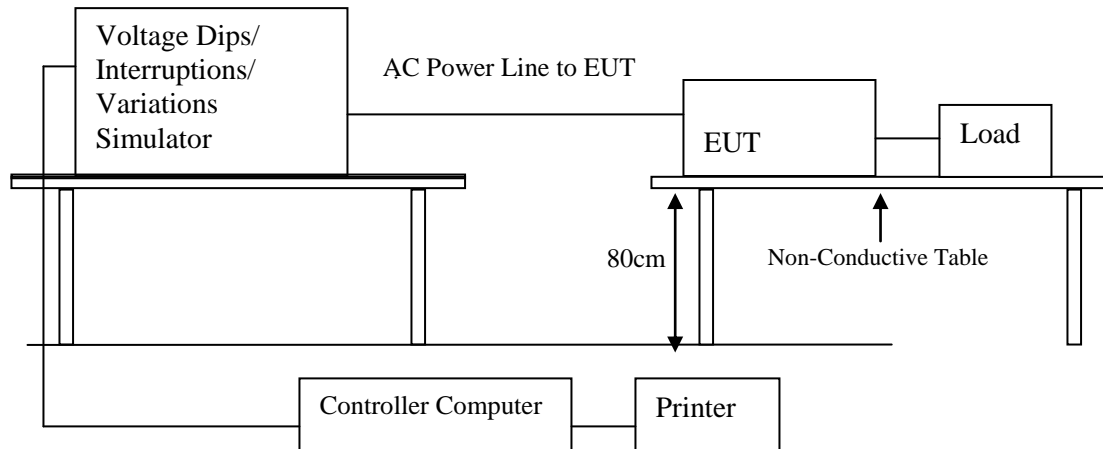 Voltage Dips/
Interruptions/
Variations
Simulator
AC Power Line to EUT
EUT
Load
80cm
Non-Conductive Table
Controller Computer
Printer